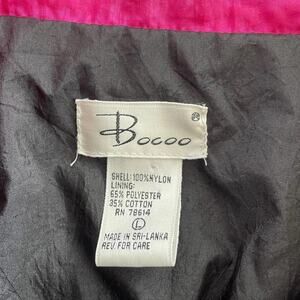 Bocoo
SHELL: 100% NYLON
LINING:
65% POLYESTER
35% COTTON
RN 78614
L
MADE IN SRI-LANKA
REV. FOR CARE